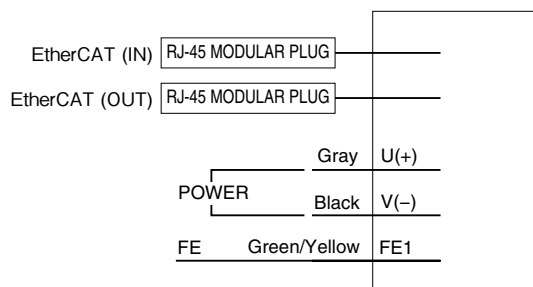 EtherCAT (IN) RJ-45 MODULAR PLUG
EtherCAT (OUT) RJ-45 MODULAR PLUG
Gray U(+)
POWER
Black V(−)
FE Green/Yellow FE1